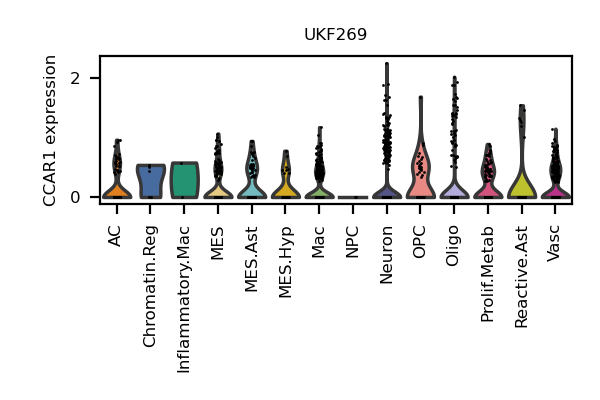 UKF269
CCAR1 expression
2
0
AC
Chromatin.Reg
Inflammatory.Mac
MES
MES.Ast
MES.Hyp
Mac
NPC
Neuron
OPC
Oligo
Prolif.Metab
Reactive.Ast
Vasc